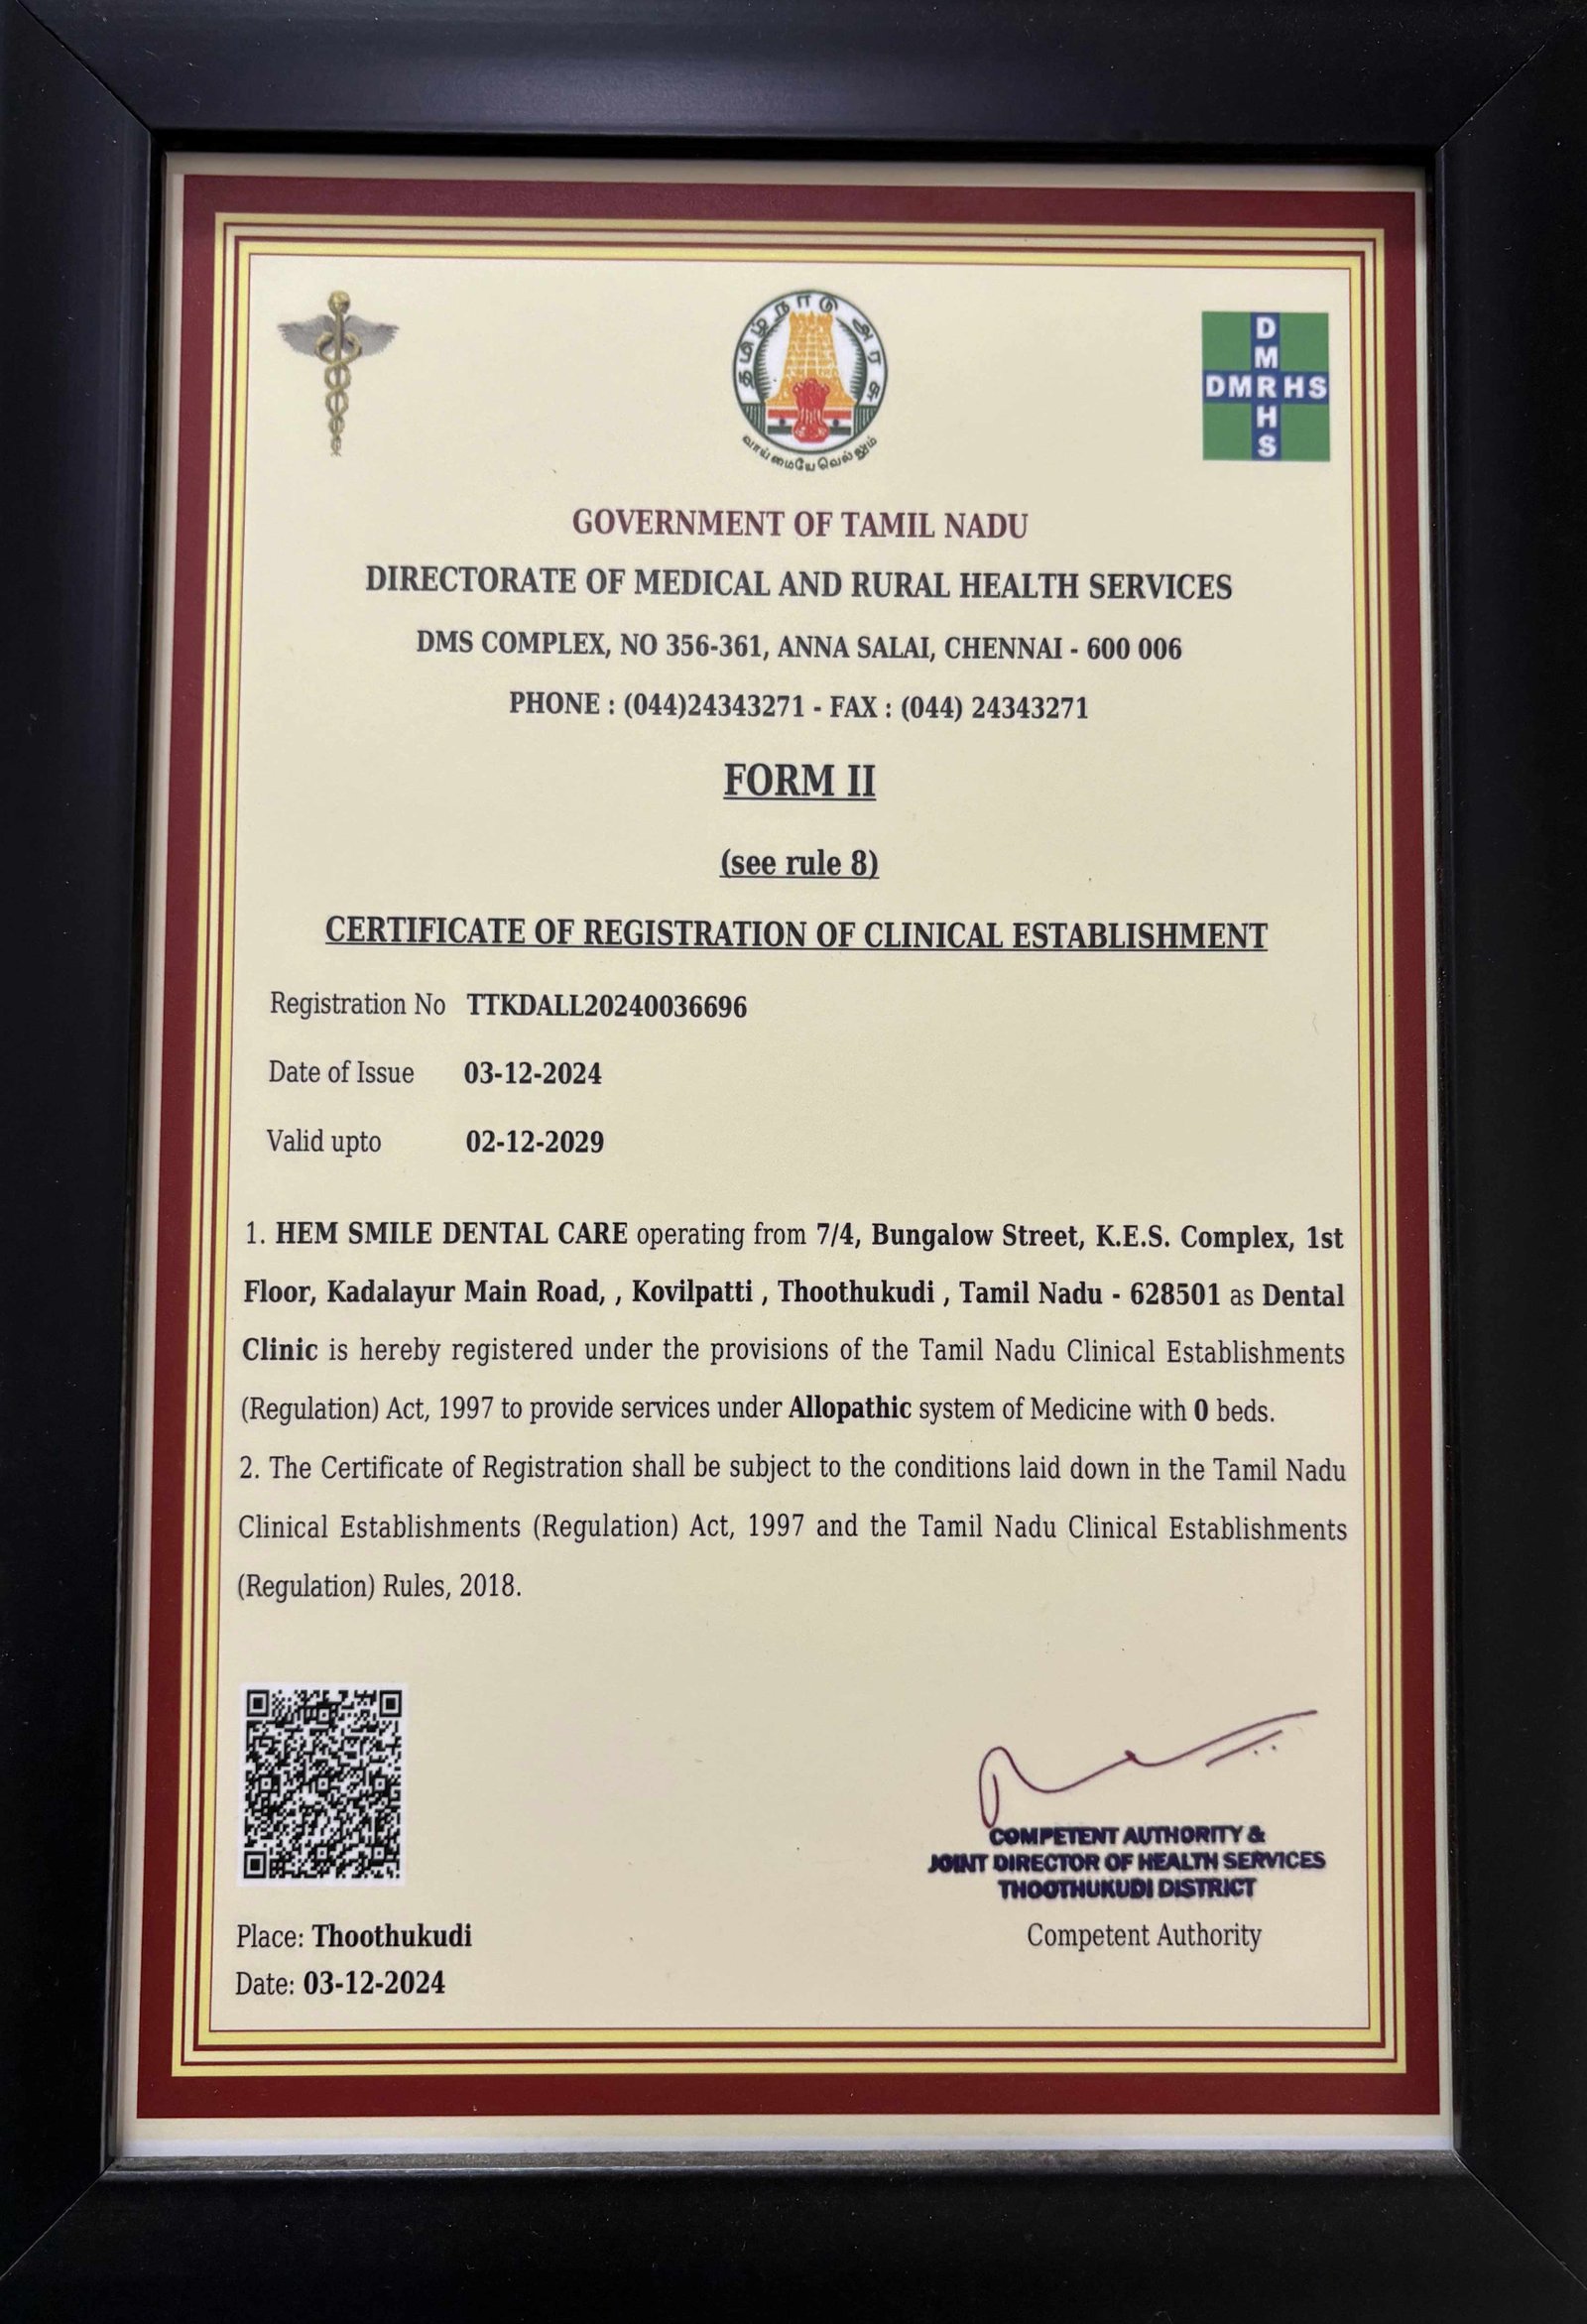 தமிழ்நாடு அரசு
வாய்மையே வெல்லும்
D
M
DMRHS
H
S
GOVERNMENT OF TAMIL NADU
DIRECTORATE OF MEDICAL AND RURAL HEALTH SERVICES
DMS COMPLEX, NO 356-361, ANNA SALAI, CHENNAI - 600 006
PHONE : (044)24343271 - FAX : (044) 24343271
FORM II
(see rule 8)
CERTIFICATE OF REGISTRATION OF CLINICAL ESTABLISHMENT
Registration No TTKDALL20240036696
Date of Issue 03-12-2024
Valid upto 02-12-2029
1. HEM SMILE DENTAL CARE operating from 7/4, Bungalow Street, K.E.S. Complex, 1st
Floor, Kadalayur Main Road, , Kovilpatti , Thoothukudi , Tamil Nadu - 628501 as Dental
Clinic is hereby registered under the provisions of the Tamil Nadu Clinical Establishments
(Regulation) Act, 1997 to provide services under Allopathic system of Medicine with 0 beds.
2. The Certificate of Registration shall be subject to the conditions laid down in the Tamil Nadu
Clinical Establishments (Regulation) Act, 1997 and the Tamil Nadu Clinical Establishments
(Regulation) Rules, 2018.
COMPETENT AUTHORITY &
JOINT DIRECTOR OF HEALTH SERVICES
THOOTHUKUDI DISTRICT
Competent Authority
Place: Thoothukudi
Date: 03-12-2024